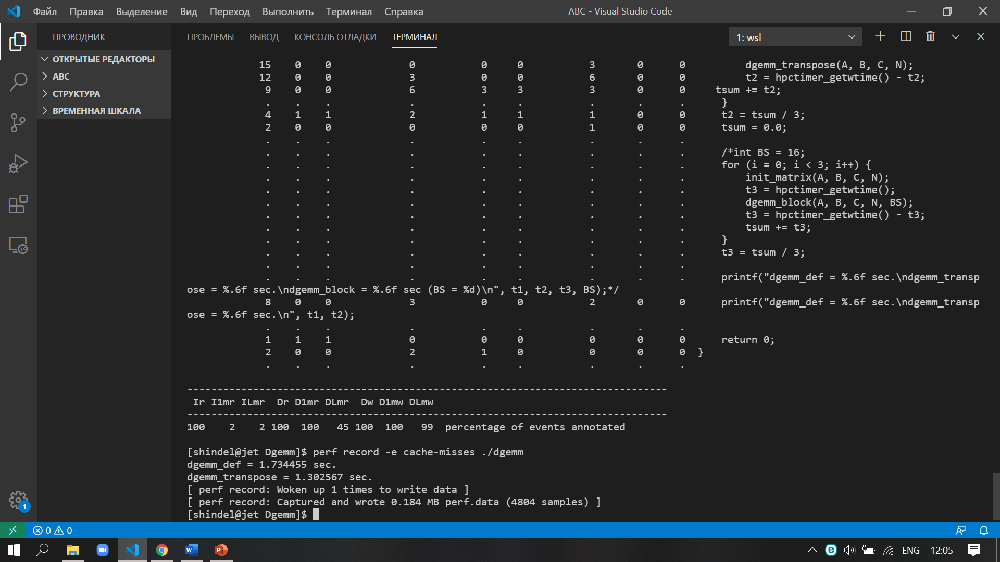 Файл Правка Выделение Вид Переход Выполнить Терминал Справка ABC - Visual Studio Code
ПРОВОДНИК
ОТКРЫТЫЕ РЕДАКТОРЫ
ABC
СТРУКТУРА
ВРЕМЕННАЯ ШКАЛА
ПРОБЛЕМЫ ВЫВОД КОНСОЛЬ ОТЛАДКИ ТЕРМИНАЛ 1: wsl
15 0 0 0 0 0 3 0 0 dgemm_transpose(A, B, C, N);
12 0 0 3 0 0 6 0 0 t2 = hpctimer_getwtime() - t2;
9 0 0 6 3 3 3 0 0 tsum += t2;
. . . . . . . . . }
4 1 1 2 1 1 1 0 0 t2 = tsum / 3;
2 0 0 0 0 0 1 0 0 tsum = 0.0;
. . . . . . . . .
. . . . . . . . . /*int BS = 16;
. . . . . . . . . for (i = 0; i < 3; i++) {
. . . . . . . . . init_matrix(A, B, C, N);
. . . . . . . . . t3 = hpctimer_getwtime();
. . . . . . . . . dgemm_block(A, B, C, N, BS);
. . . . . . . . . t3 = hpctimer_getwtime() - t3;
. . . . . . . . . tsum += t3;
. . . . . . . . . }
. . . . . . . . . t3 = tsum / 3;
. . . . . . . . .
. . . . . . . . . printf("dgemm_def = %.6f sec.\ndgemm_transp
ose = %.6f sec.\ndgemm_block = %.6f sec (BS = %d)\n", t1, t2, t3, BS);*/
8 0 0 3 0 0 2 0 0 printf("dgemm_def = %.6f sec.\ndgemm_transp
ose = %.6f sec.\n", t1, t2);
. . . . . . . . .
1 1 1 0 0 0 0 0 0 return 0;
2 0 0 2 1 0 0 0 0 }
. . . . . . . . .
--------------------------------------------------------------------------------
Ir I1mr ILmr Dr D1mr DLmr Dw D1mw DLmw
--------------------------------------------------------------------------------
100 2 2 100 100 45 100 100 99 percentage of events annotated
[shindel@jet Dgemm]$ perf record -e cache-misses ./dgemm
dgemm_def = 1.734455 sec.
dgemm_transpose = 1.302567 sec.
[ perf record: Woken up 1 times to write data ]
[ perf record: Captured and wrote 0.184 MB perf.data (4804 samples) ]
[shindel@jet Dgemm]$
1
0 0
ENG 12:05